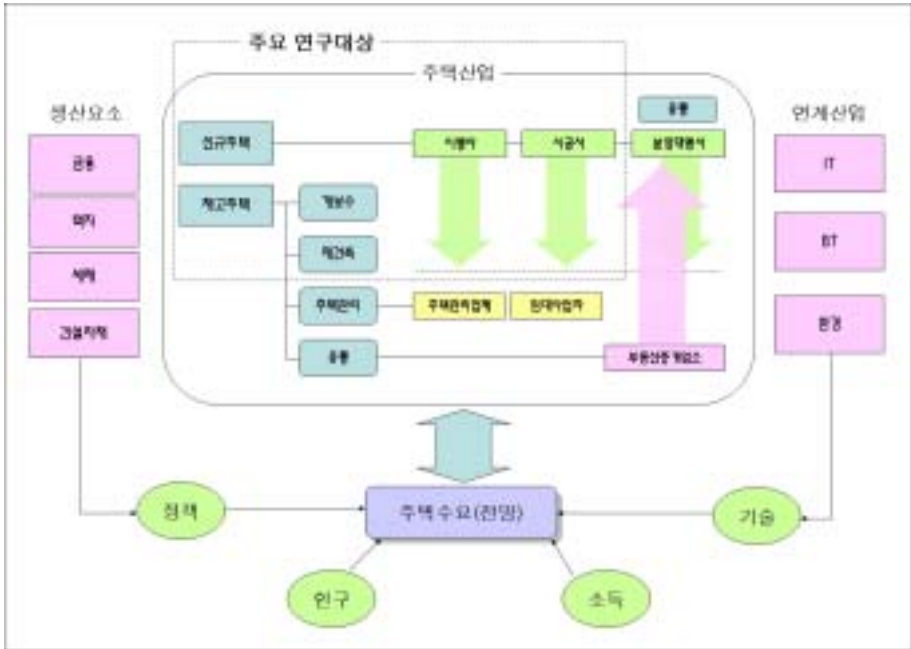 주요 연구대상
주택산업
생산요소
연계산업
금융
택지
세제
건설자재
신규주택
재고주택
개보수
재건축
주택관리
유통
시행사
시공사
유통
분양대행사
주택관리업체
임대사업자
부동산중개업소
IT
BT
환경
정책
주택수요(전망)
기술
인구
소득